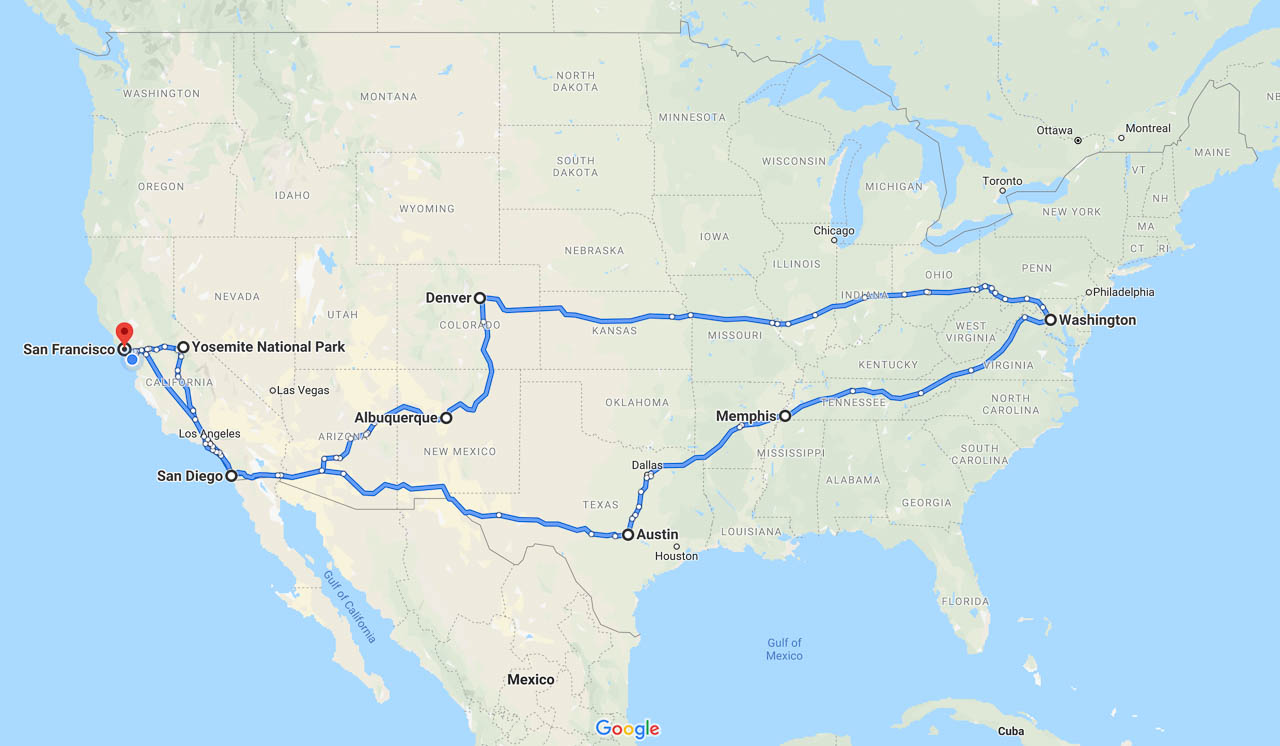 WASHINGTON
MONTANA
NORTH
DAKOTA
MINNESOTA
Ottawa
Montreal
NB
MAINE
OREGON
IDAHO
WYOMING
SOUTH
DAKOTA
WISCONSIN
MICHIGAN
Toronto
VT
NH
NEW YORK
MA
CT
RI
Chicago
IOWA
NEBRASKA
ILLINOIS
INDIANA
OHIO
PENN
Philadelphia
NEVADA
UTAH
Denver
COLORADO
KANSAS
MISSOURI
WEST
VIRGINIA
Washington
San Francisco
Yosemite National Park
CALIFORNIA
Las Vegas
KENTUCKY
VIRGINIA
Albuquerque
OKLAHOMA
Memphis
TENNESSEE
NORTH
CAROLINA
Los Angeles
ARIZONA
NEW MEXICO
Dallas
MISSISSIPPI
SOUTH
CAROLINA
San Diego
TEXAS
ALABAMA
GEORGIA
Austin
LOUISIANA
Houston
Gulf of California
FLORIDA
Gulf of
Mexico
Mexico
Google
Cuba